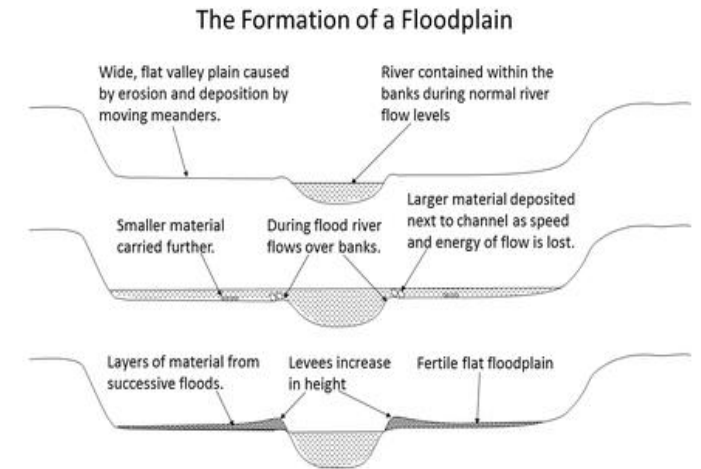 The Formation of a Floodplain
Wide, flat valley plain caused
by erosion and deposition by
moving meanders.
River contained within the
banks during normal river
flow levels
Smaller material
carried further.
During flood river
flows over banks.
Larger material deposited
next to channel as speed
and energy of flow is lost.
Layers of material from
successive floods.
Levees increase
in height
Fertile flat floodplain